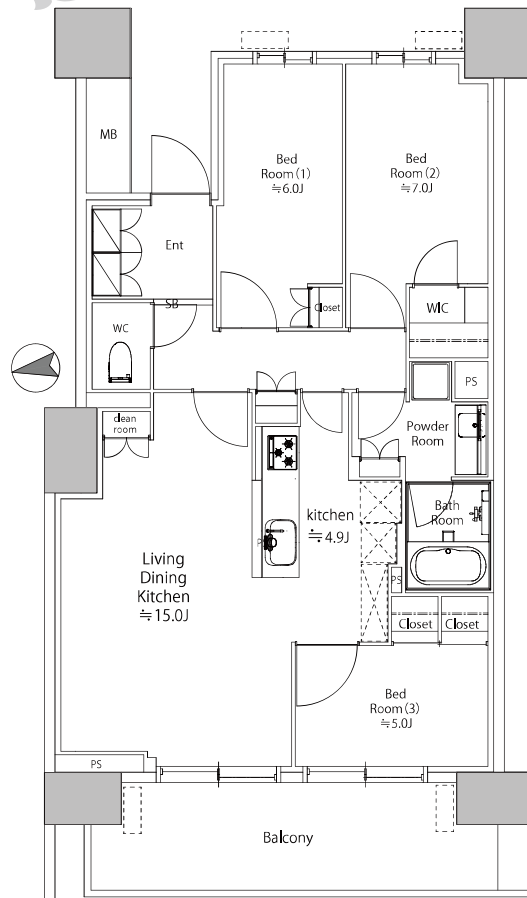 MB
Bed
Room(1)
≒6.0J
Bed
Room(2)
≒7.0J
Ent
SB
Closet
WIC
WC
PS
clean
room
Powder
Room
kitchen
≒4.9J
Bath
Room
Living
Dining
Kitchen
≒15.0J
PS
Closet
Closet
Bed
Room(3)
≒5.0J
PS
Balcony